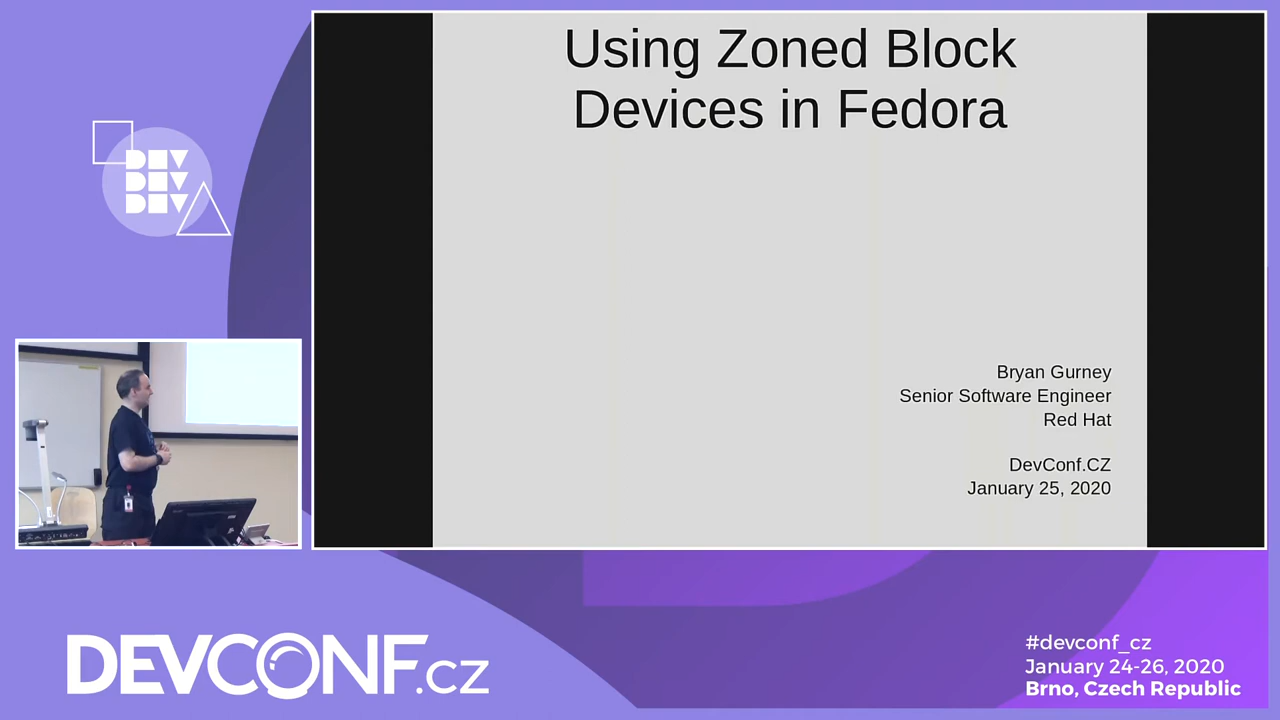 DEV
DEV
DEV
Using Zoned Block
Devices in Fedora
Bryan Gurney
Senior Software Engineer
Red Hat
DevConf.CZ
January 25, 2020
DEVCONF.cz
#devconf_cz
January 24-26, 2020
Brno, Czech Republic